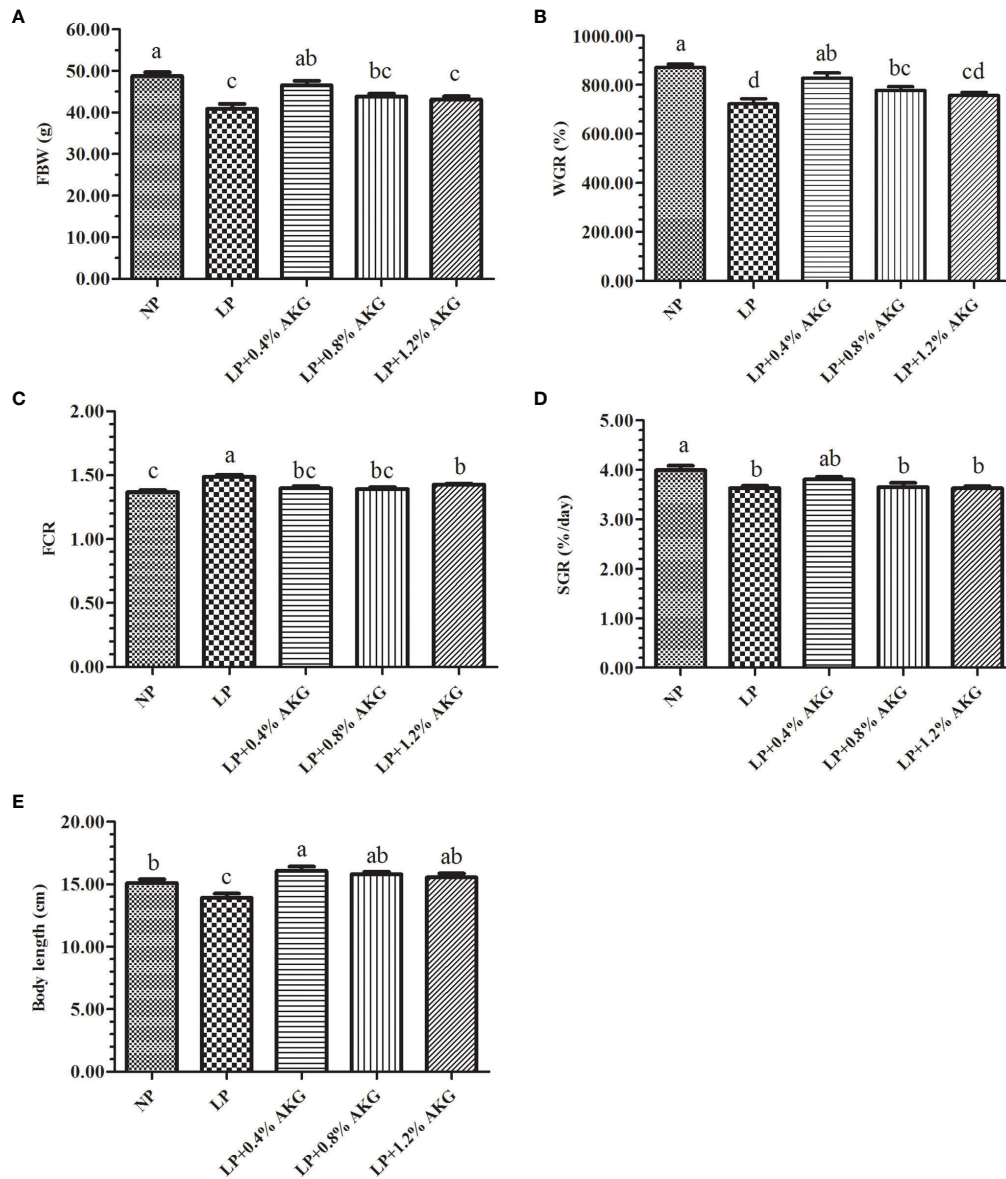 A
FBW (g)
60.00
50.00
40.00
30.00
20.00
10.00
0.00
a
c
ab
bc
c
NP
LP
LP+0.4% AKG
LP+0.8% AKG
LP+1.2% AKG
B
WGR (%)
1000.00
800.00
600.00
400.00
200.00
0.00
a
d
ab
bc
cd
NP
LP
LP+0.4% AKG
LP+0.8% AKG
LP+1.2% AKG
C
FCR
2.00
1.50
1.00
0.50
0.00
c
a
bc
bc
b
NP
LP
LP+0.4% AKG
LP+0.8% AKG
LP+1.2% AKG
D
SGR (%/day)
5.00
4.00
3.00
2.00
1.00
0.00
a
b
ab
b
b
NP
LP
LP+0.4% AKG
LP+0.8% AKG
LP+1.2% AKG
E
Body length (cm)
20.00
15.00
10.00
5.00
0.00
b
c
a
ab
ab
NP
LP
LP+0.4% AKG
LP+0.8% AKG
LP+1.2% AKG